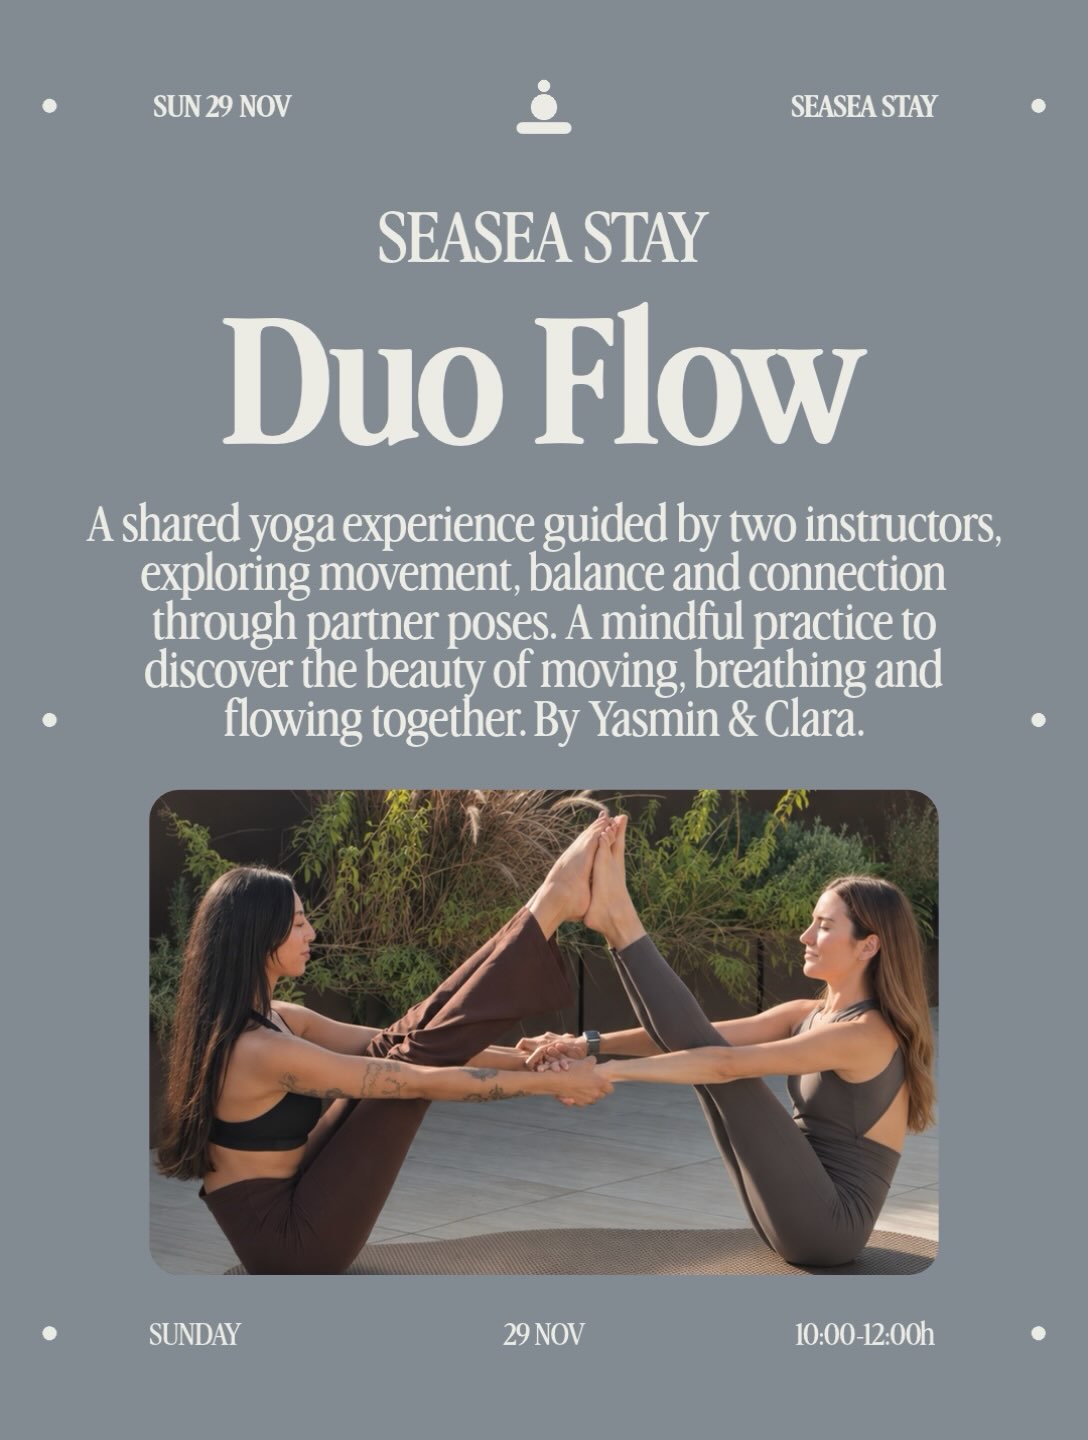 SUN 29 NOV
SEASEA STAY
SEASEA STAY
Duo Flow
A shared yoga experience guided by two instructors,
exploring movement, balance and connection
through partner poses. A mindful practice to
discover the beauty of moving, breathing and
flowing together. By Yasmin & Clara.
SUNDAY
29 NOV
10:00-12:00h